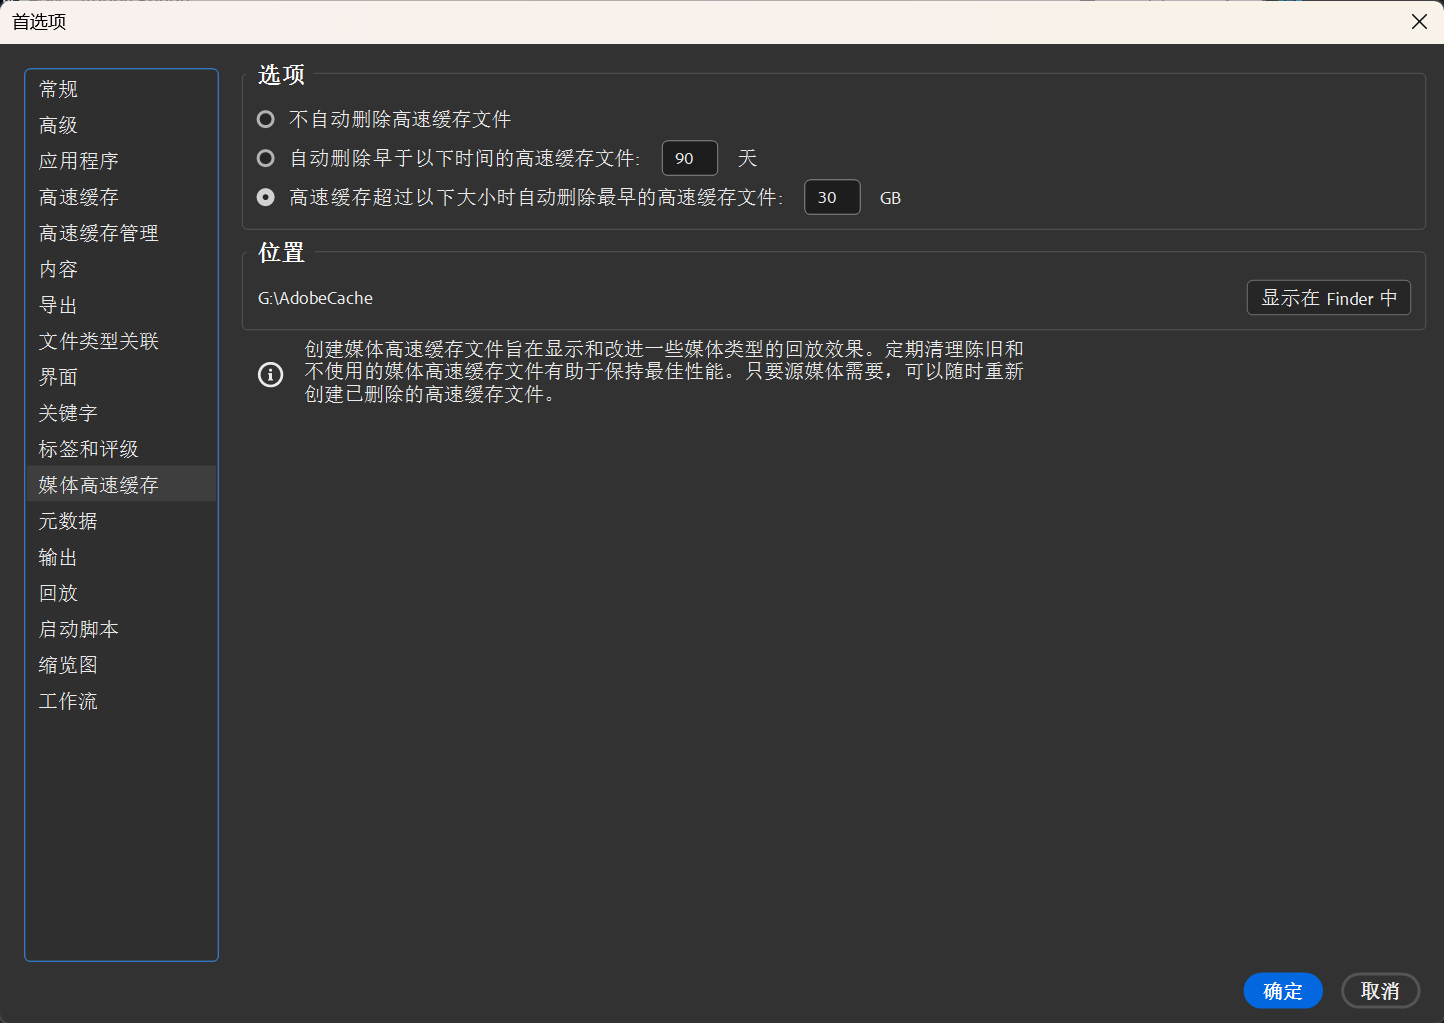 首选项
常规
高级
应用程序
高速缓存
高速缓存管理
内容
导出
文件类型关联
界面
关键字
标签和评级
媒体高速缓存
元数据
输出
回放
启动脚本
缩览图
工作流
选项
不自动删除高速缓存文件
自动删除早于以下时间的高速缓存文件: 90 天
高速缓存超过以下大小时自动删除最早的高速缓存文件: 30 GB
位置
G:\AdobeCache 显示在 Finder 中
创建媒体高速缓存文件旨在显示和改进一些媒体类型的回放效果。定期清理陈旧和
不使用的媒体高速缓存文件有助于保持最佳性能。只要源媒体需要，可以随时重新
创建已删除的高速缓存文件。
确定 取消